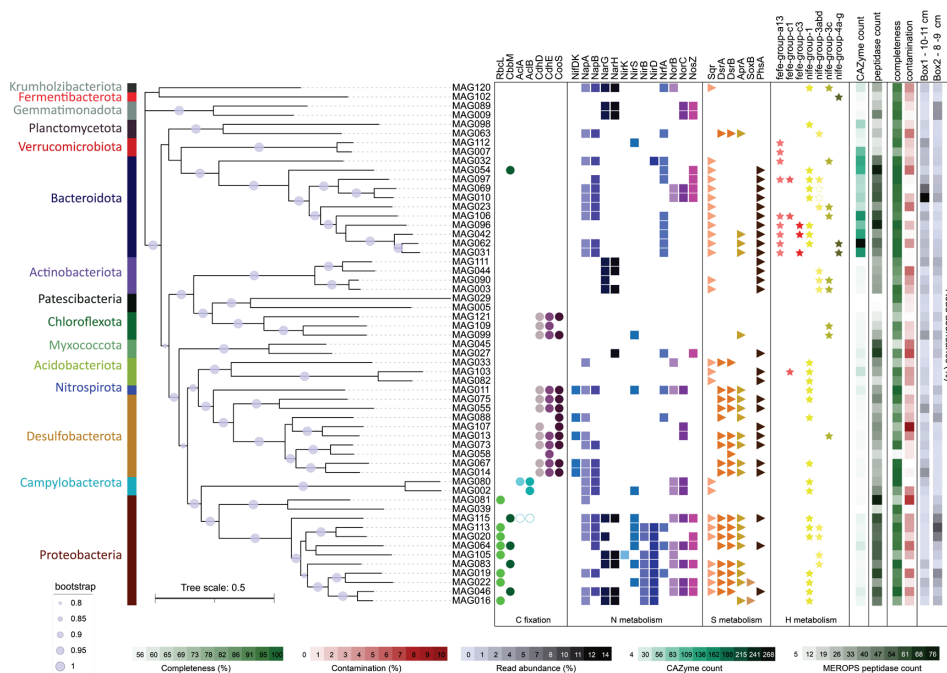 RbcL CbbM AclA AclB CdhD CdhE CooS NifDK NapA NapB NarG NarH NirK NirS NirB NirD NrfA NorB NorC NosZ Sqr DsrA DsrB AprA SoxB PhsA fefe-group-a13 fefe-group-c1 fefe-group-c3 nife-group-1 nife-group-3abd nife-group-3c nife-group-4a-g CAZyme count peptidase count completeness contamination Box1 - 10-11 cm Box2 - 8 -9 cm
Krumholzibacteriota
Fermentibacterota
Gemmatimonadota
Planctomycetota
Verrucomicrobiota
Bacteroidota
Actinobacteriota
Patescibacteria
Chloroflexota
Myxococcota
Acidobacteriota
Nitrospirota
Desulfobacterota
Campylobacterota
Proteobacteria
MAG120
MAG102
MAG089
MAG009
MAG098
MAG063
MAG112
MAG007
MAG032
MAG054
MAG097
MAG069
MAG010
MAG023
MAG106
MAG096
MAG042
MAG062
MAG031
MAG111
MAG044
MAG090
MAG003
MAG029
MAG005
MAG121
MAG109
MAG099
MAG045
MAG027
MAG033
MAG103
MAG082
MAG011
MAG075
MAG055
MAG088
MAG107
MAG013
MAG073
MAG058
MAG067
MAG014
MAG080
MAG002
MAG081
MAG039
MAG115
MAG113
MAG020
MAG064
MAG105
MAG083
MAG019
MAG022
MAG046
MAG016
Tree scale: 0.5
bootstrap
0.8
0.85
0.9
0.95
1
C fixation N metabolism S metabolism H metabolism
56 60 65 69 73 78 82 86 91 95 100
Completeness (%)
0 1 2 3 4 5 6 7 8 9 10
Contamination (%)
0 1 2 3 4 5 6 8 10 11 12 14
Read abundance (%)
4 30 56 83 109 136 162 188 215 241 268
CAZyme count
5 12 19 26 33 40 47 54 61 68 76
MEROPS peptidase count